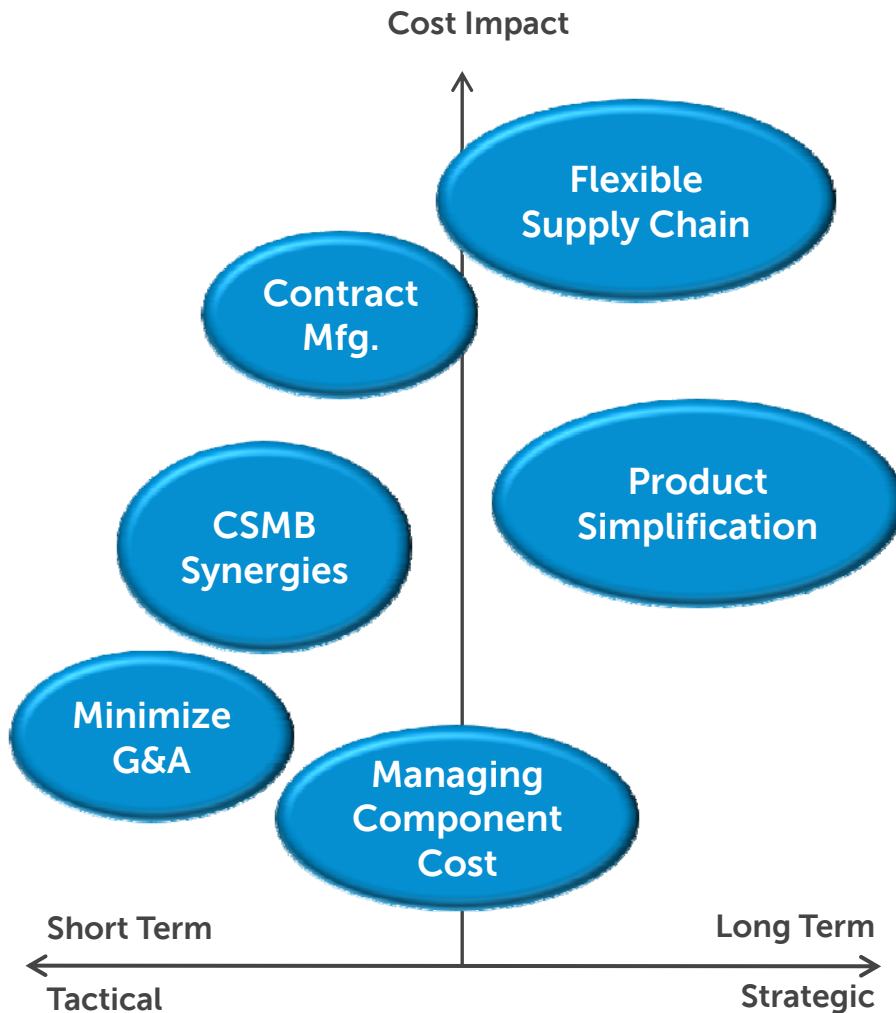 Cost Impact
Flexible
Supply Chain
Contract
Mfg.
Product
Simplification
CSMB
Synergies
Minimize
G&A
Managing
Component
Cost
Short Term
Long Term
Tactical
Strategic